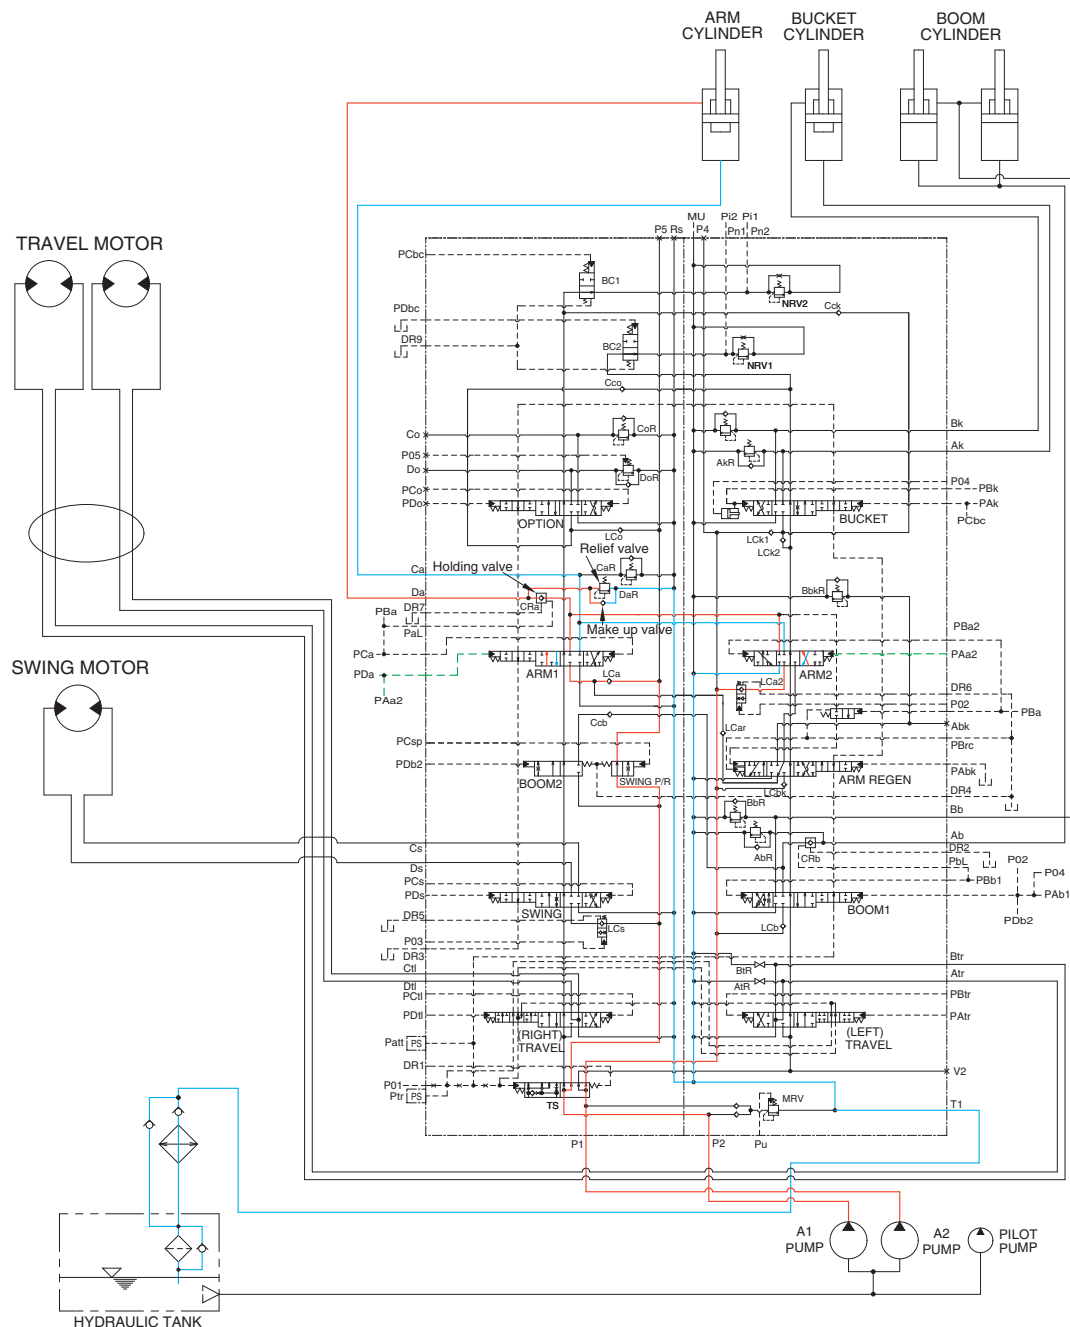 ARM
CYLINDER
BUCKET
CYLINDER
BOOM
CYLINDER
TRAVEL MOTOR
P5 Rs
MU
P4
Pi2 Pi1
Pn1 Pn2
PCbc
BC1
NRV2
Cck
PDbc
DR9
BC2
NRV1
Cco
Co
CoR
Bk
Ak
P05
Do
DoR
AkR
PCo
PDo
P04
PBk
PAk
PCbc
OPTION
BUCKET
LCo
LCk1
LCk2
Relief valve
Holding valve
Ca
CaR
Da
DaR
CRa
BbkR
PBa
DR7
PaL
Make up valve
PBa2
SWING MOTOR
PCa
PDa
PAa2
PAa2
ARM1
ARM2
LCa
LCa2
DR6
P02
PBa
Ccb
LCar
Abk
PCsp
PBrc
PDb2
PAbk
BOOM2
SWING P/R
ARM REGEN
LCbk
DR4
BbR
Bb
AbR
CRb
Ab
Cs
DR2
P02
Ds
PbL
P04
PCs
PBb1
PDs
PAb1
SWING
BOOM1
PDb2
DR5
LCs
LCb
P03
DR3
Ctl
BtR
Btr
Atr
Dtl
AtR
PCtl
PBtr
PDtl
PAtr
(RIGHT)
TRAVEL
(LEFT)
TRAVEL
Patt PS
DR1
V2
P01
Ptr PS
TS
MRV
T1
P1
P2
Pu
A1
PUMP
A2
PUMP
PILOT
PUMP
HYDRAULIC TANK